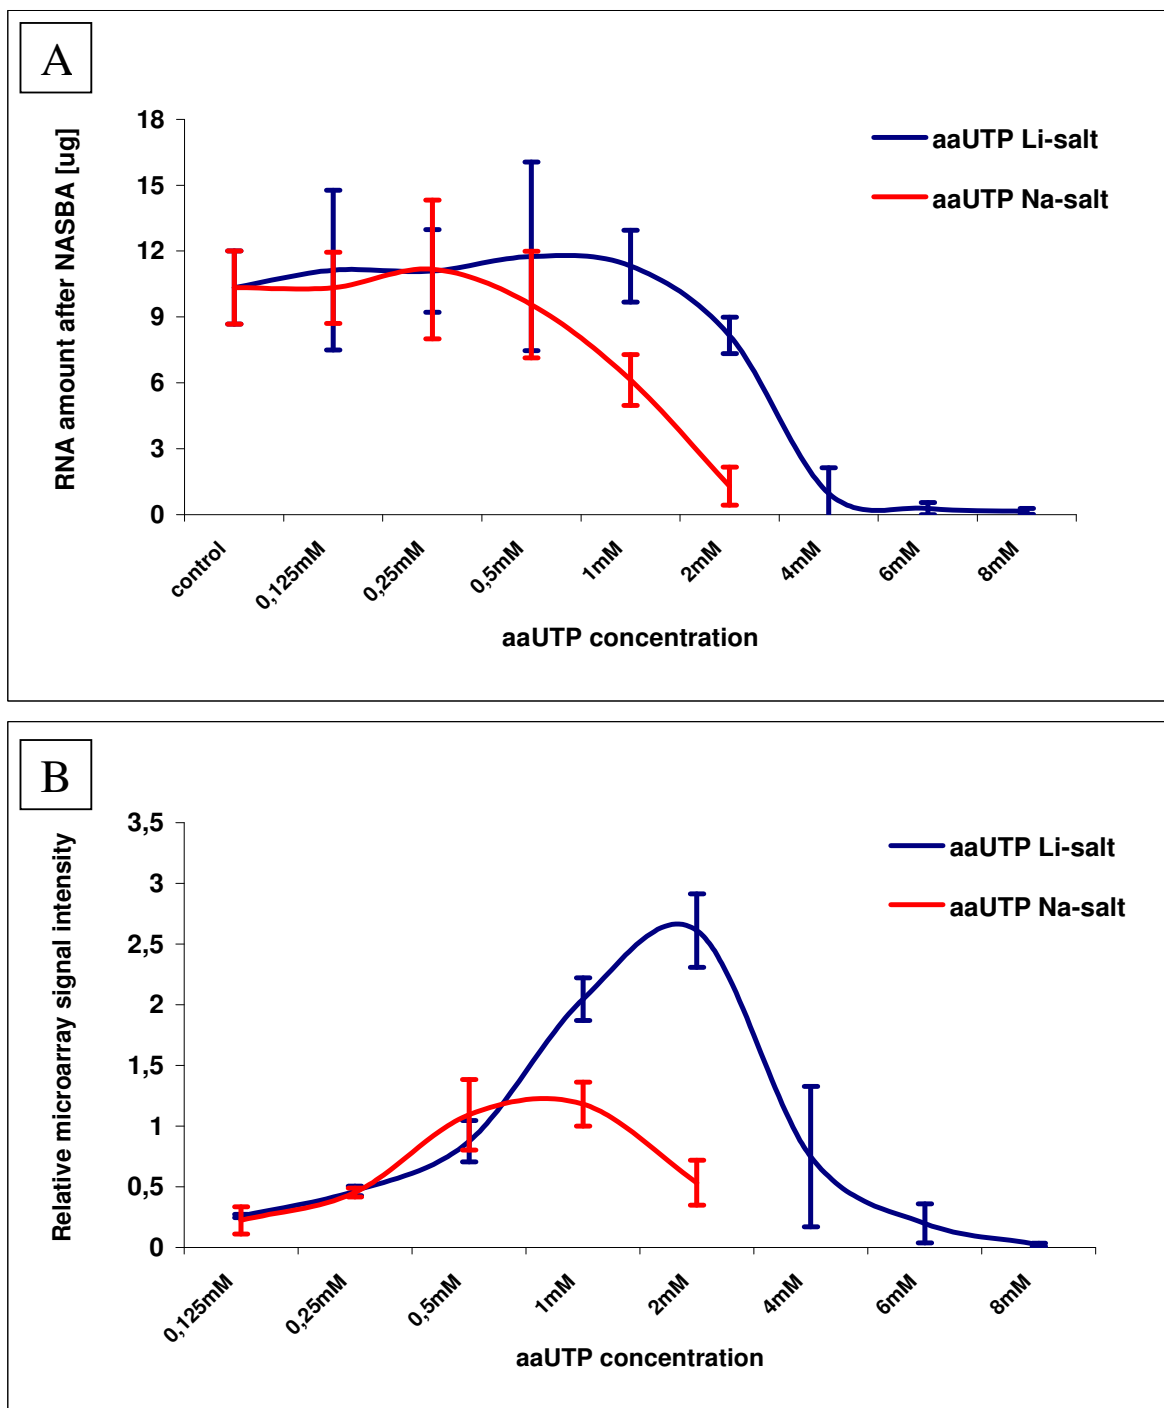 A
RNA amount after NASBA [ug]
18
15
12
9
6
3
0
aaUTP Li-salt
aaUTP Na-salt
control
0,125mM
0,25mM
0,5mM
1mM
2mM
4mM
6mM
8mM
aaUTP concentration
B
Relative microarray signal intensity
3,5
3
2,5
2
1,5
1
0,5
0
aaUTP Li-salt
aaUTP Na-salt
0,125mM
0,25mM
0,5mM
1mM
2mM
4mM
6mM
8mM
aaUTP concentration